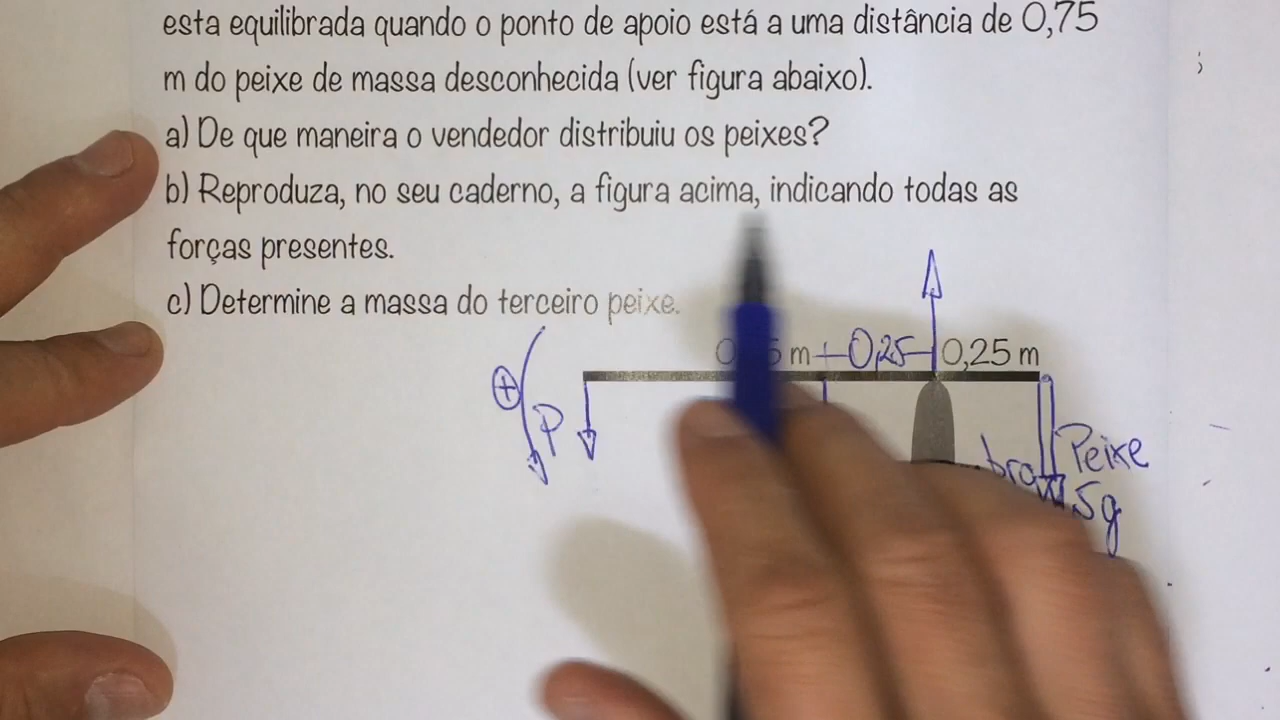 esta equilibrada quando o ponto de apoio está a uma distância de 0,75
m do peixe de massa desconhecida (ver figura abaixo).
a) De que maneira o vendedor distribuiu os peixes?
b) Reproduza, no seu caderno, a figura acima, indicando todas as
forças presentes.
c) Determine a massa do terceiro peixe.
m 0,25 0,25 m
+ P Peixe
5g